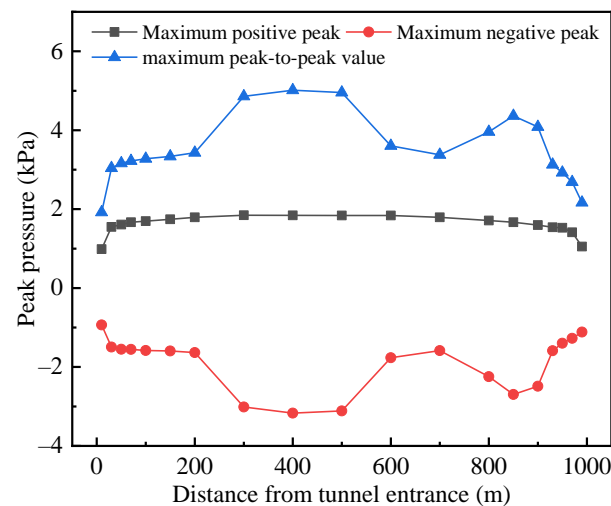 Maximum positive peak
Maximum negative peak
maximum peak-to-peak value
6
4
2
0
−2
−4
Peak pressure (kPa)
0
200
400
600
800
1000
Distance from tunnel entrance (m)